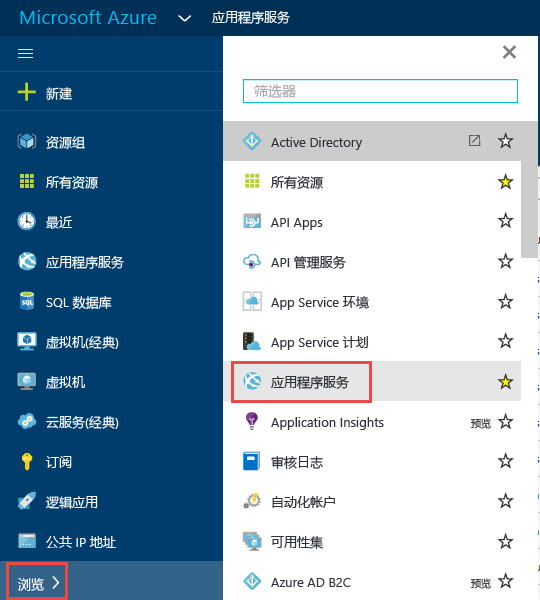 Microsoft Azure 应用程序服务
新建
资源组
所有资源
最近
应用程序服务
SQL 数据库
虚拟机(经典)
虚拟机
云服务(经典)
订阅
逻辑应用
公共 IP 地址
浏览
筛选器
Active Directory
所有资源
API Apps
API 管理服务
App Service 环境
App Service 计划
应用程序服务
Application Insights 预览
审核日志
自动化帐户
可用性集
Azure AD B2C 预览